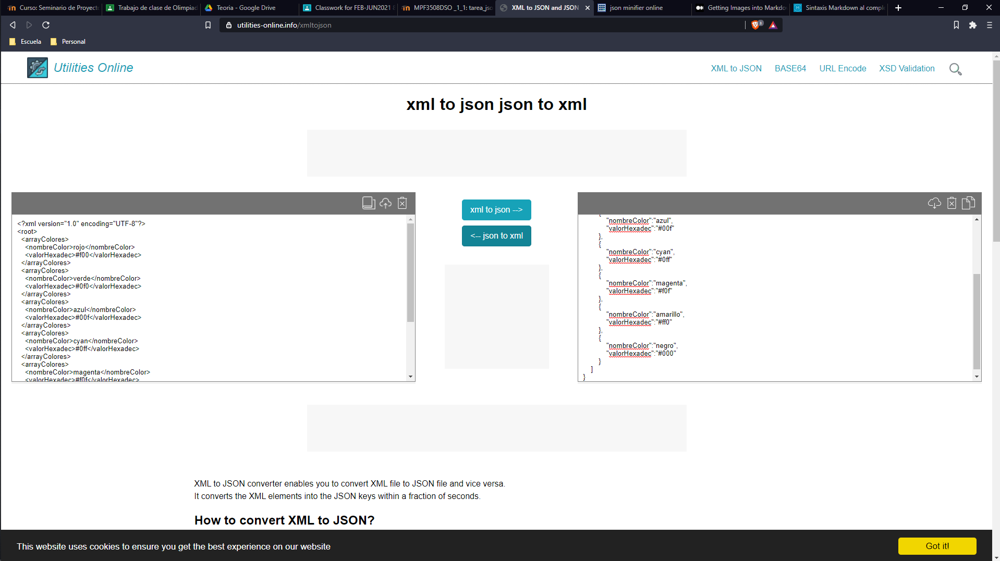 Curso: Seminario de Proyect
Trabajo de clase de Olimpiad
Teoria - Google Drive
Classwork for FEB-JUN2021 8
MPF3508DSO _1_1: tarea_jso
XML to JSON and JSON
json minifier online
Getting Images into Markdo
Sintaxis Markdown al comple
utilities-online.info/xmltojson
3
Escuela
Personal
Utilities Online
XML to JSON
BASE64
URL Encode
XSD Validation
xml to json json to xml
<?xml version="1.0" encoding="UTF-8"?>
<root>
<arrayColores>
<nombreColor>rojo</nombreColor>
<valorHexadec>#f00</valorHexadec>
</arrayColores>
<arrayColores>
<nombreColor>verde</nombreColor>
<valorHexadec>#0f0</valorHexadec>
</arrayColores>
<arrayColores>
<nombreColor>azul</nombreColor>
<valorHexadec>#00f</valorHexadec>
</arrayColores>
<arrayColores>
<nombreColor>cyan</nombreColor>
<valorHexadec>#0ff</valorHexadec>
</arrayColores>
<arrayColores>
<nombreColor>magenta</nombreColor>
<valorHexadec>#f0f</valorHexadec>
xml to json -->
<-- json to xml
{
"nombreColor":"azul",
"valorHexadec":"#00f"
},
{
"nombreColor":"cyan",
"valorHexadec":"#0ff"
},
{
"nombreColor":"magenta",
"valorHexadec":"#f0f"
},
{
"nombreColor":"amarillo",
"valorHexadec":"#ff0"
},
{
"nombreColor":"negro",
"valorHexadec":"#000"
}
]
}
XML to JSON converter enables you to convert XML file to JSON file and vice versa.
It converts the XML elements into the JSON keys within a fraction of seconds.
How to convert XML to JSON?
This website uses cookies to ensure you get the best experience on our website
Got it!